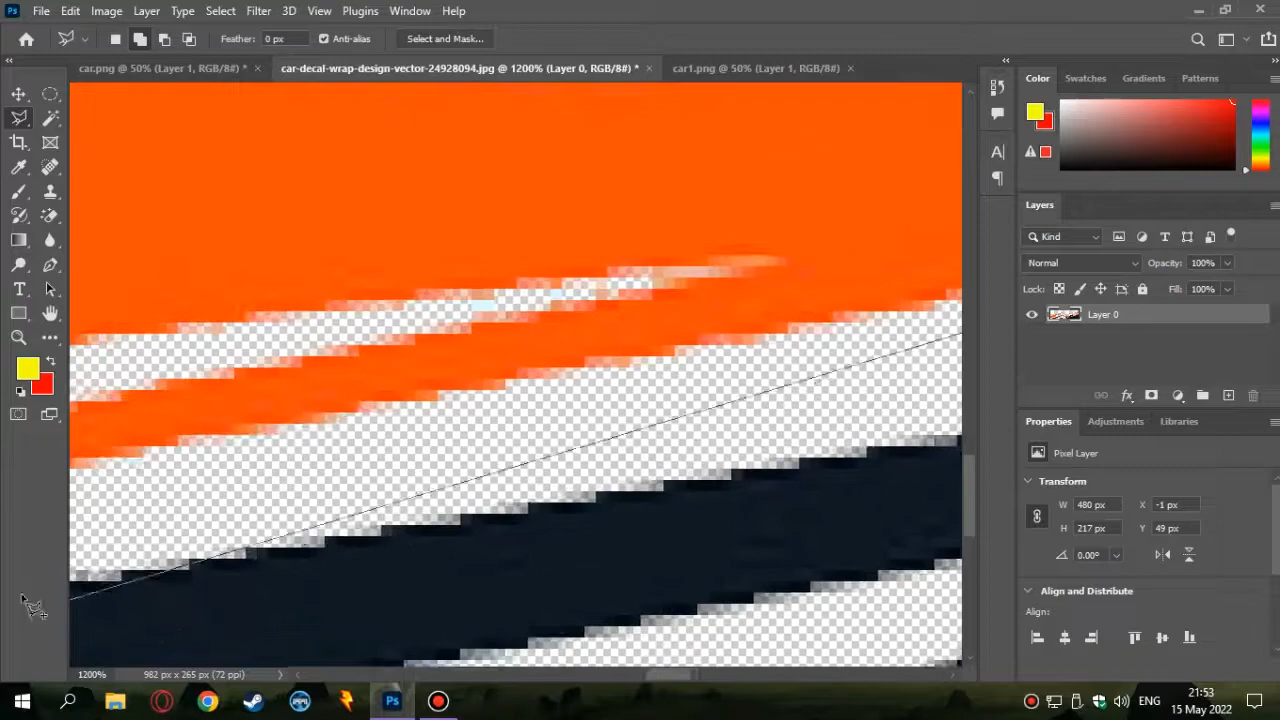 Ps File Edit Image Layer Type Select Filter 3D View Plugins Window Help
Feather: 0 px Anti-alias Select and Mask...
car.png @ 50% (Layer 1, RGB/8#) * car-decal-wrap-design-vector-24928094.jpg @ 1200% (Layer 0, RGB/8#) * car1.png @ 50% (Layer 1, RGB/8#)
Color Swatches Gradients Patterns
Layers
Kind
Normal Opacity: 100%
Lock: Fill: 100%
Layer 0
Properties Adjustments Libraries
Pixel Layer
Transform
W 480 px X -1 px
H 217 px Y 49 px
0.00°
Align and Distribute
Align:
1200% 982 px x 265 px (72 ppi)
Ps ENG 21:53
15 May 2022